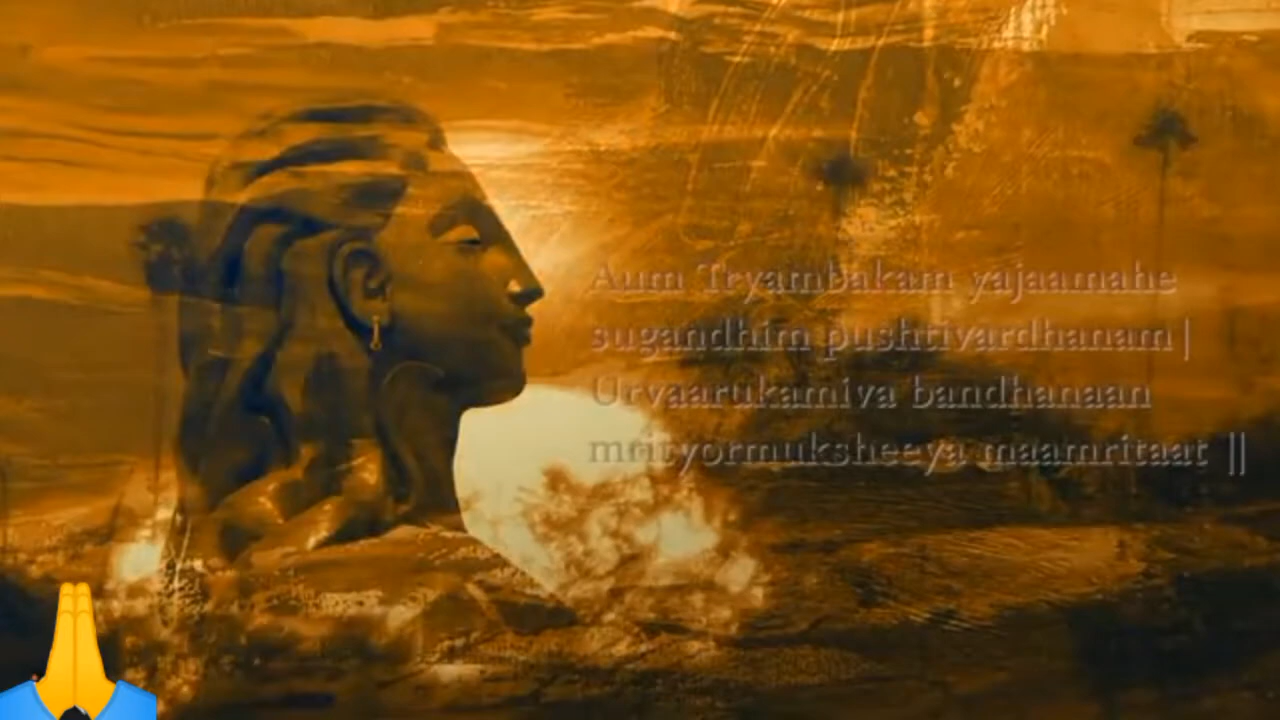 Aum Tryambakam yajaamahe
sugandhim pushtivardhanam |
Urvaarukamiva bandhanaan
mrityormuksheeya maamritaat ||